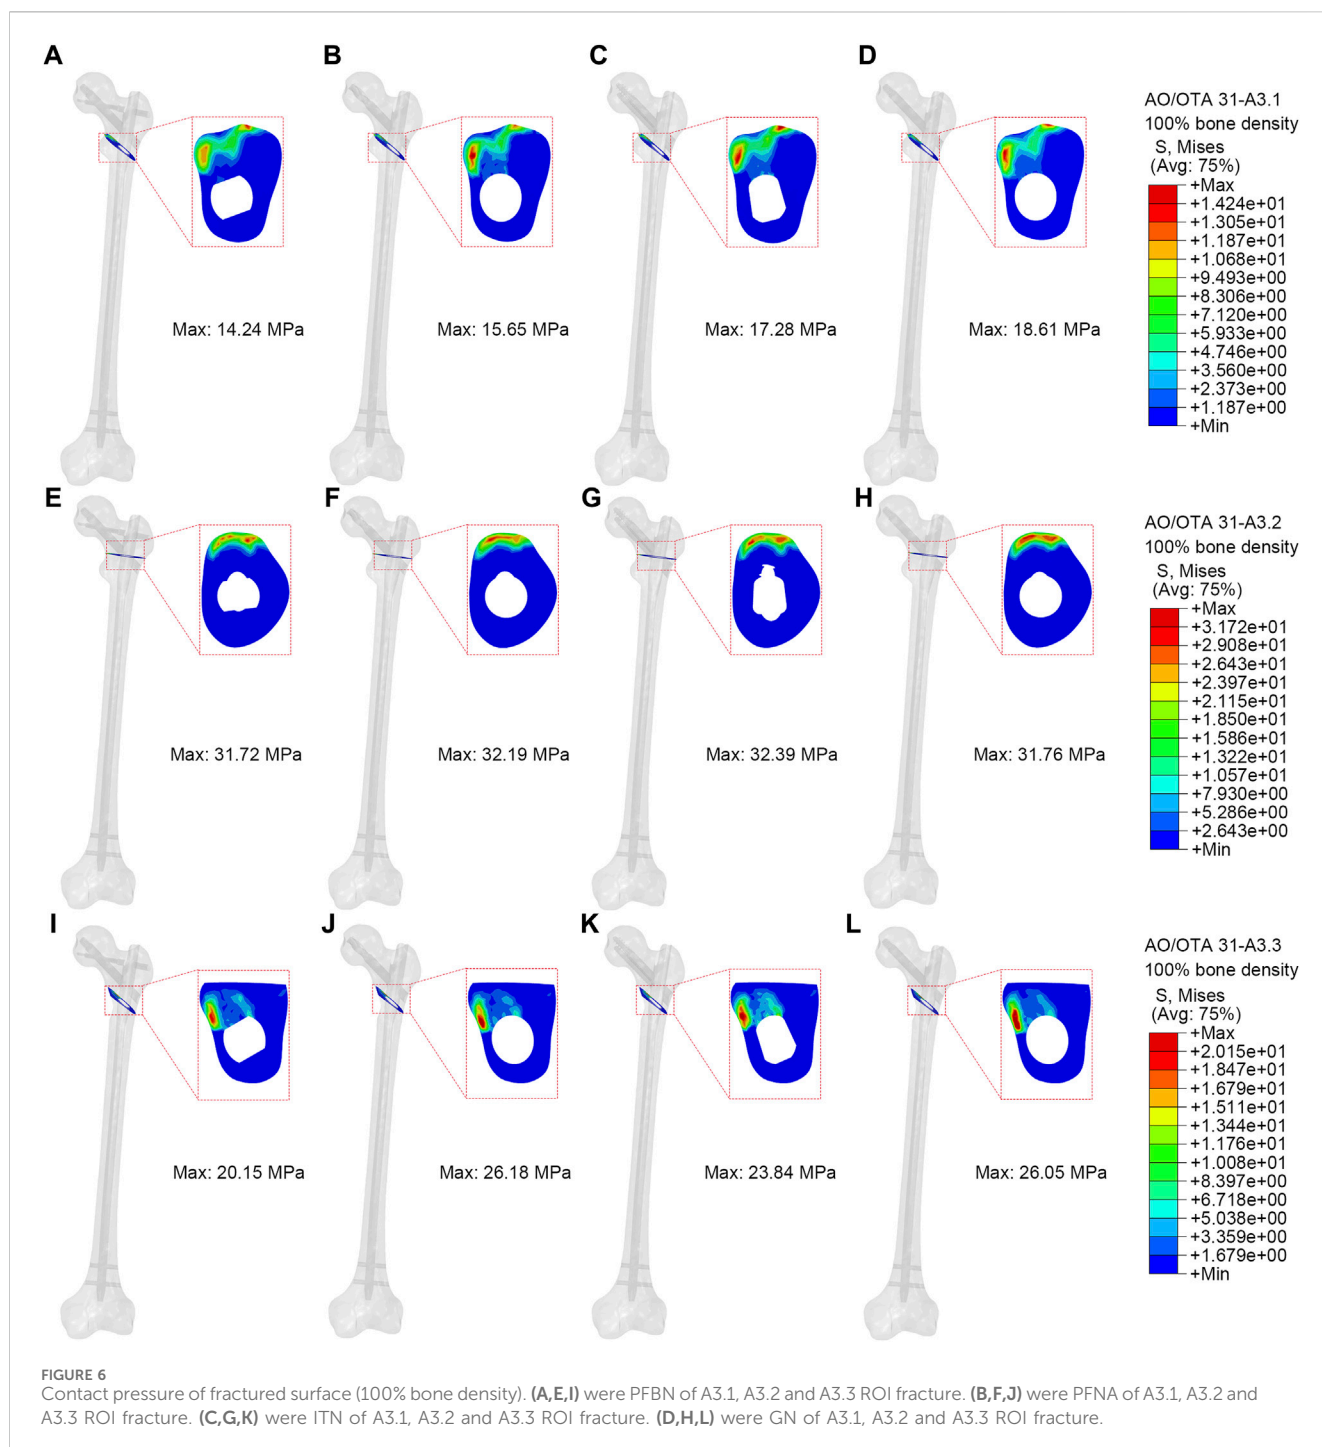 A
B
C
D
AO/OTA 31-A3.1
100% bone density
S, Mises
(Avg: 75%)
+Max
+1.424e+01
+1.305e+01
+1.187e+01
+1.068e+01
+9.493e+00
+8.306e+00
+7.120e+00
+5.933e+00
+4.746e+00
+3.560e+00
+2.373e+00
+1.187e+00
+Min
Max: 14.24 MPa
Max: 15.65 MPa
Max: 17.28 MPa
Max: 18.61 MPa
E
F
G
H
AO/OTA 31-A3.2
100% bone density
S, Mises
(Avg: 75%)
+Max
+3.172e+01
+2.908e+01
+2.643e+01
+2.397e+01
+2.115e+01
+1.850e+01
+1.586e+01
+1.322e+01
+1.057e+01
+7.930e+00
+5.286e+00
+2.643e+00
+Min
Max: 31.72 MPa
Max: 32.19 MPa
Max: 32.39 MPa
Max: 31.76 MPa
I
J
K
L
AO/OTA 31-A3.3
100% bone density
S, Mises
(Avg: 75%)
+Max
+2.015e+01
+1.847e+01
+1.679e+01
+1.511e+01
+1.344e+01
+1.176e+01
+1.008e+01
+8.397e+00
+6.718e+00
+5.038e+00
+3.359e+00
+1.679e+00
+Min
Max: 20.15 MPa
Max: 26.18 MPa
Max: 23.84 MPa
Max: 26.05 MPa
FIGURE 6
Contact pressure of fractured surface (100% bone density). (A,E,I) were PFBN of A3.1, A3.2 and A3.3 ROI fracture. (B,F,J) were PFNA of A3.1, A3.2 and
A3.3 ROI fracture. (C,G,K) were ITN of A3.1, A3.2 and A3.3 ROI fracture. (D,H,L) were GN of A3.1, A3.2 and A3.3 ROI fracture.